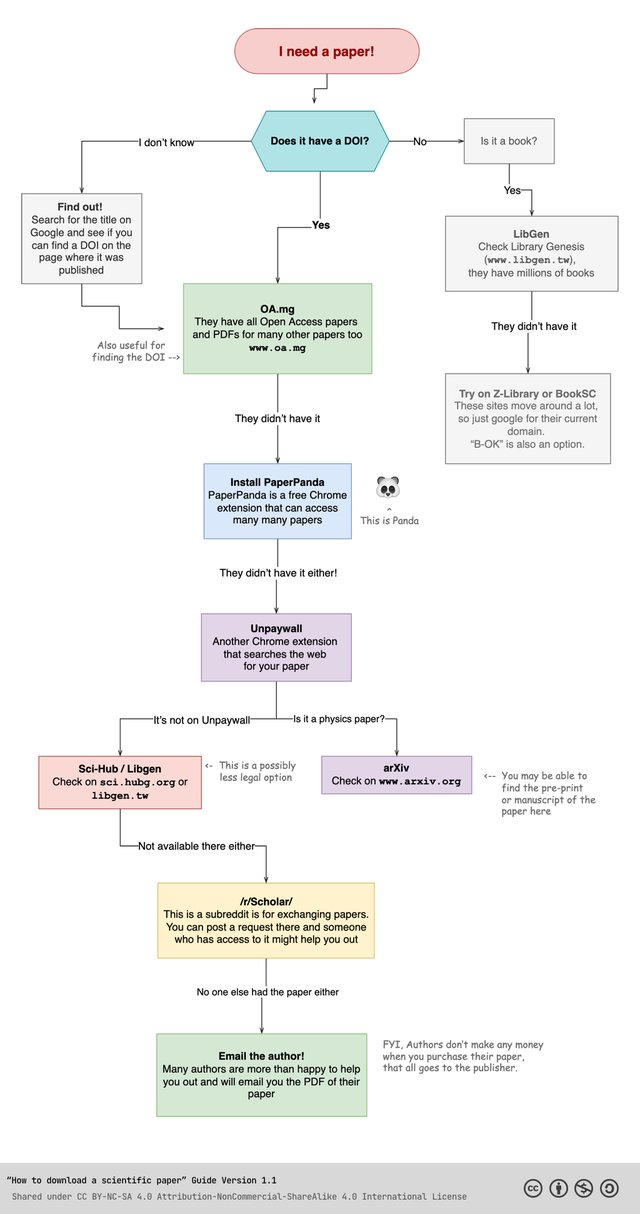 I need a paper!
Does it have a DOI?
I don't know
No
Is it a book?
Yes
Find out!
Search for the title on
Google and see if you
can find a DOI on the
page where it was
published
Yes
LibGen
Check Library Genesis
(www.libgen.tw),
they have millions of books
OA.mg
They have all Open Access papers
and PDFs for many other papers too
www.oa.mg
Also useful for
finding the DOI -->
They didn't have it
Try on Z-Library or BookSC
These sites move around a lot,
so just google for their current
domain.
“B-OK” is also an option.
They didn't have it
Install PaperPanda
PaperPanda is a free Chrome
extension that can access
many many papers
^
This is Panda
They didn't have it either!
Unpaywall
Another Chrome extension
that searches the web
for your paper
It's not on Unpaywall
Is it a physics paper?
Sci-Hub / Libgen
Check on sci.hubg.org or
libgen.tw
<- This is a possibly
less legal option
arXiv
Check on www.arxiv.org
<-- You may be able to
find the pre-print
or manuscript of the
paper here
Not available there either
/r/Scholar/
This is a subreddit is for exchanging papers.
You can post a request there and someone
who has access to it might help you out
No one else had the paper either
Email the author!
Many authors are more than happy to help
you out and will email you the PDF of their
paper
FYI, Authors don't make any money
when you purchase their paper,
that all goes to the publisher.
“How to download a scientific paper” Guide Version 1.1
Shared under CC BY-NC-SA 4.0 Attribution-NonCommercial-ShareAlike 4.0 International License